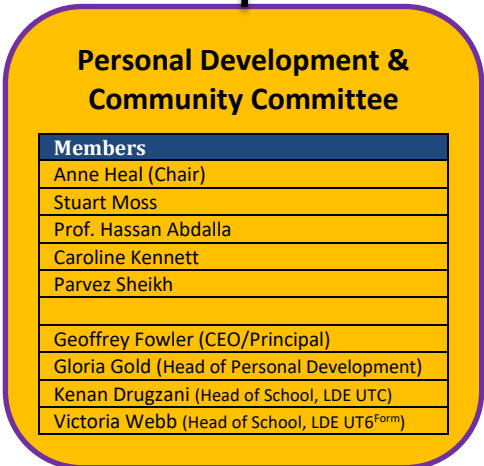 Personal Development &
Community Committee
Members
Anne Heal (Chair)
Stuart Moss
Prof. Hassan Abdalla
Caroline Kennett
Parvez Sheikh
Geoffrey Fowler (CEO/Principal)
Gloria Gold (Head of Personal Development)
Kenan Drugzani (Head of School, LDE UTC)
Victoria Webb (Head of School, LDE UT6Form)